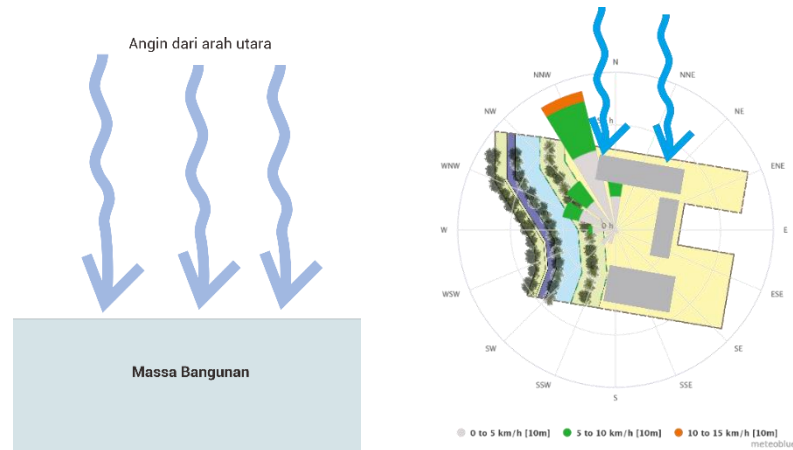 Angin dari arah utara
Massa Bangunan
N
NNW
NNE
NW
NE
WNW
ENE
W
0 h
E
WSW
ESE
SW
SE
SSW
SSE
S
0 to 5 km/h [10m]
5 to 10 km/h [10m]
10 to 15 km/h [10m]
meteoblue